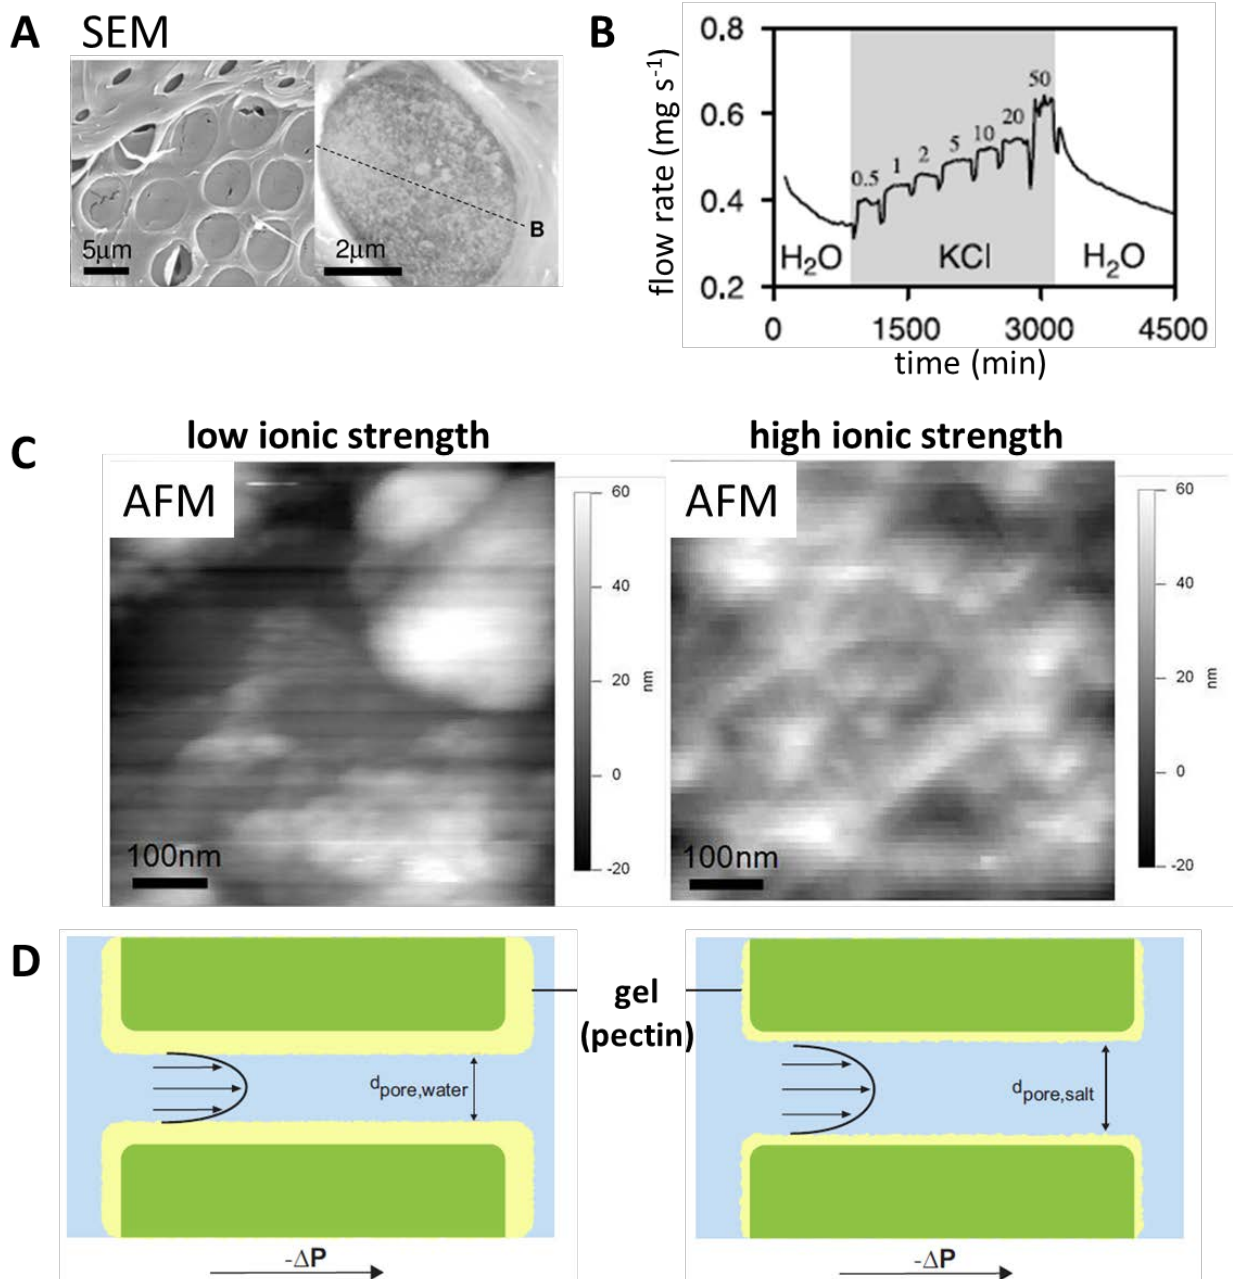 A SEM
5µm
2µm
B
B
flow rate (mg s-1)
0.8
0.6
0.4
0.2
0.5
1
2
5
10
20
50
H2O
KCl
H2O
0
1500
3000
4500
time (min)
C
low ionic strength
AFM
100nm
60
40
20
0
-20
nm
high ionic strength
AFM
100nm
60
40
20
0
-20
nm
D
gel
(pectin)
dpore,water
-ΔP
dpore,salt
-ΔP